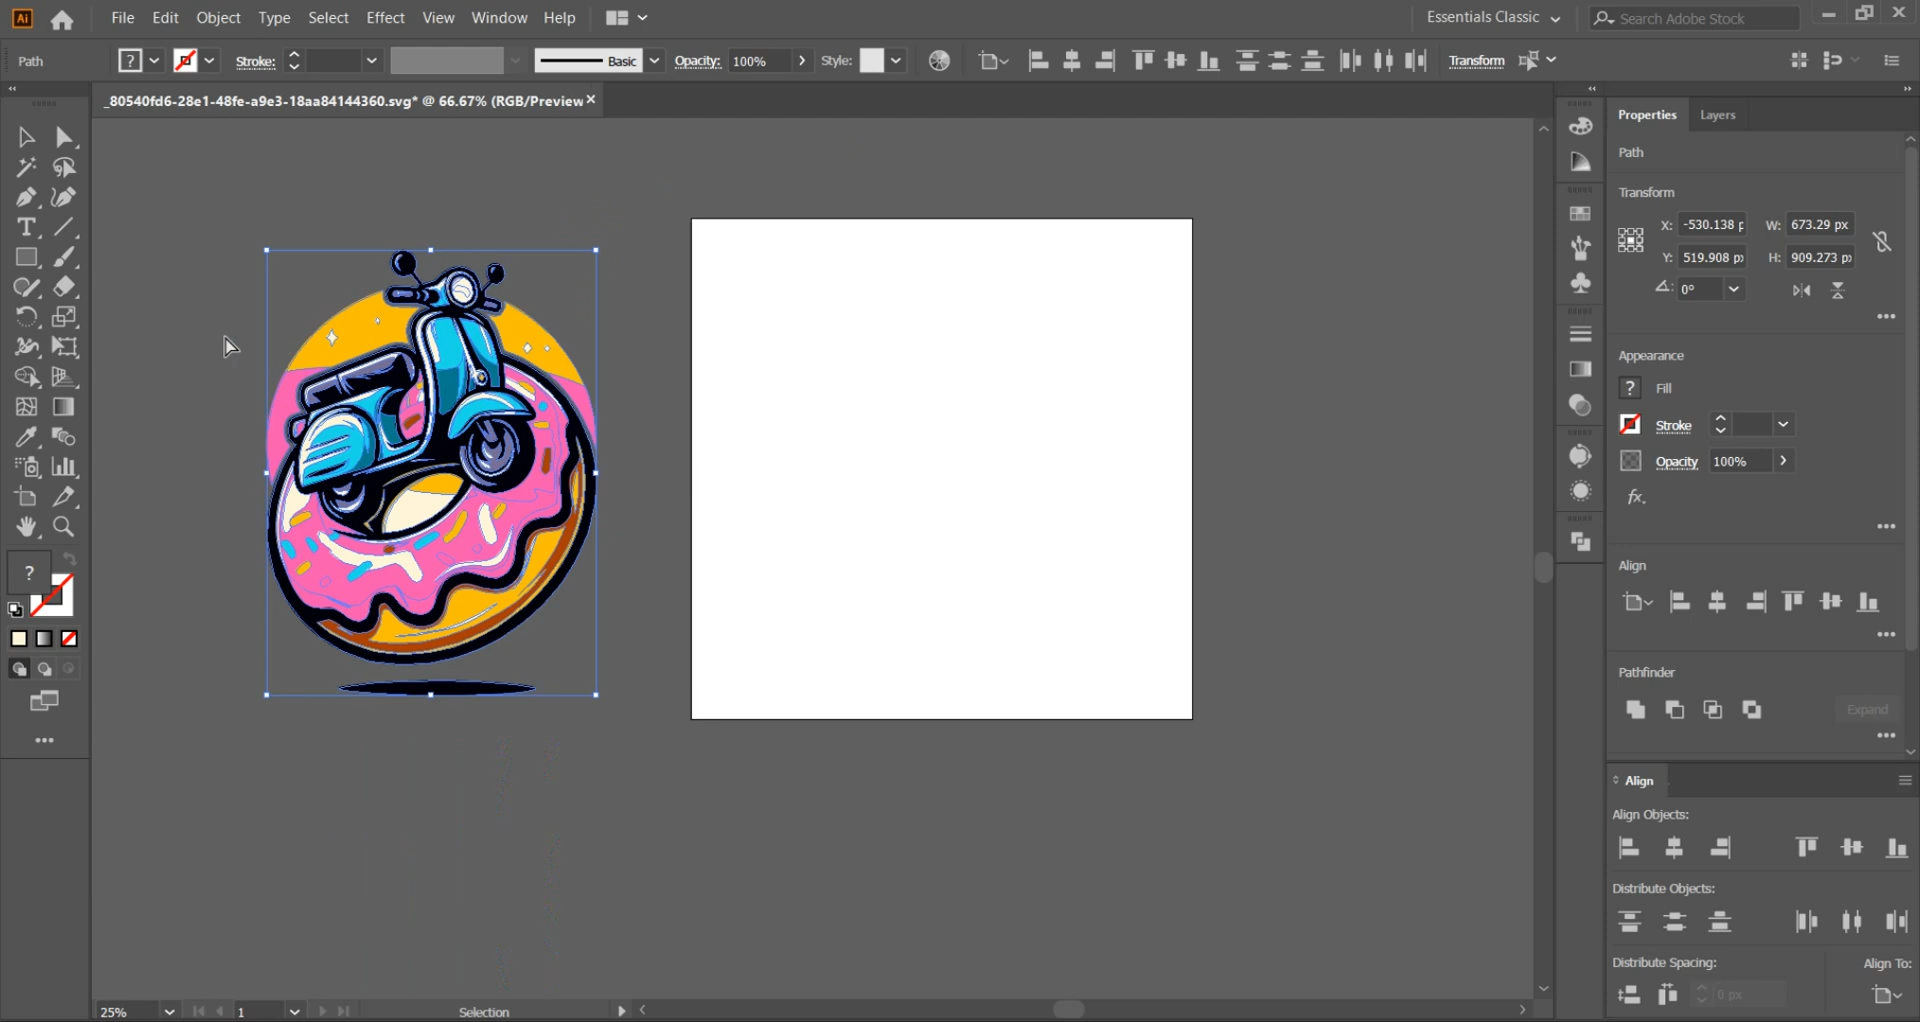 Ai File Edit Object Type Select Effect View Window Help Essentials Classic Search Adobe Stock
Path ? Stroke: Basic Opacity: 100% Style: Transform
_80540fd6-28e1-48fe-a9e3-18aa84144360.svg* @ 66.67% (RGB/Preview
Properties Layers
Path
Transform
X: -530.138 p W: 673.29 px
Y: 519.908 px H: 909.273 px
0°
Appearance
? Fill
Stroke
Opacity 100%
fx.
Align
Pathfinder
Expand
Align
Align Objects:
Distribute Objects:
Distribute Spacing: Align To:
0 px
T
?
25% 1 Selection